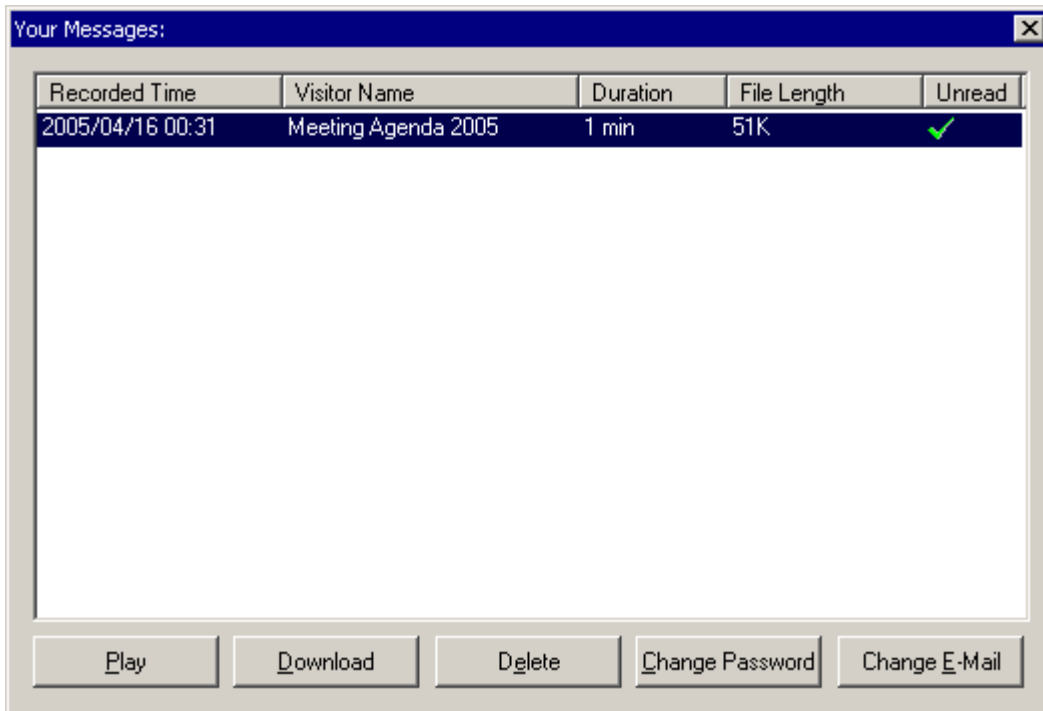 Your Messages:
Recorded Time Visitor Name Duration File Length Unread
2005/04/16 00:31 Meeting Agenda 2005 1 min 51K
Play Download Delete Change Password Change E-Mail